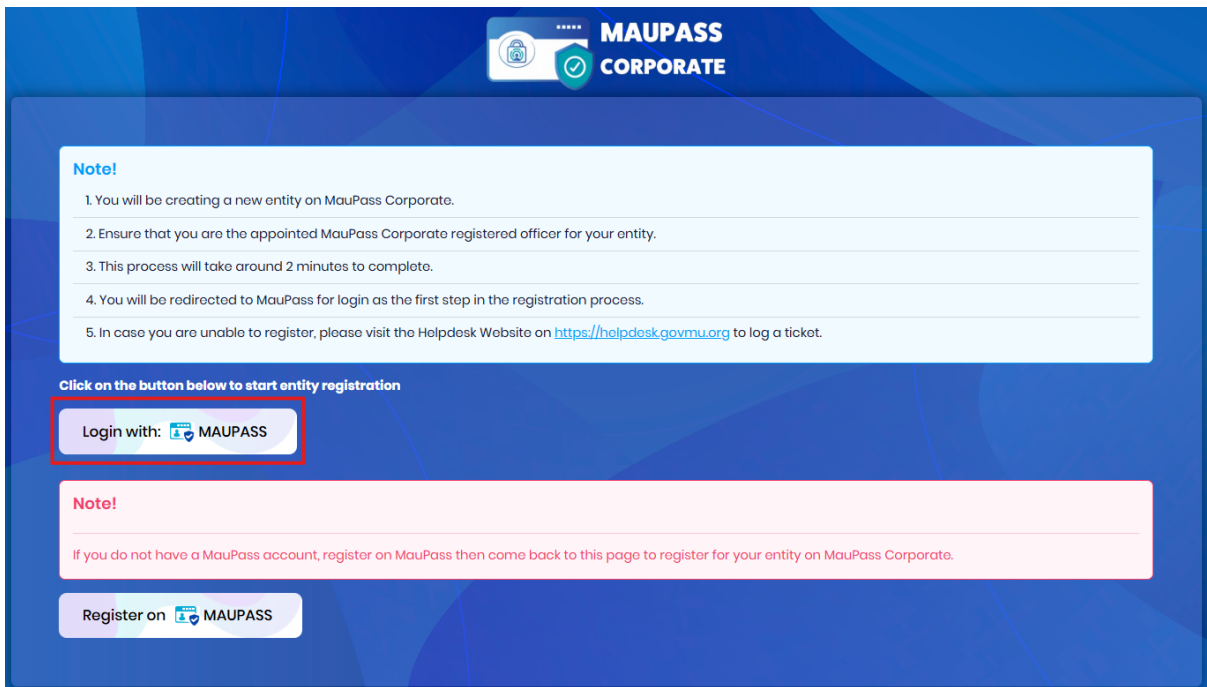 MAUPASS
CORPORATE
Note!
1. You will be creating a new entity on MauPass Corporate.
2. Ensure that you are the appointed MauPass Corporate registered officer for your entity.
3. This process will take around 2 minutes to complete.
4. You will be redirected to MauPass for login as the first step in the registration process.
5. In case you are unable to register, please visit the Helpdesk Website on https://helpdesk.govmu.org to log a ticket.
Click on the button below to start entity registration
Login with: MAUPASS
Note!
If you do not have a MauPass account, register on MauPass then come back to this page to register for your entity on MauPass Corporate.
Register on MAUPASS